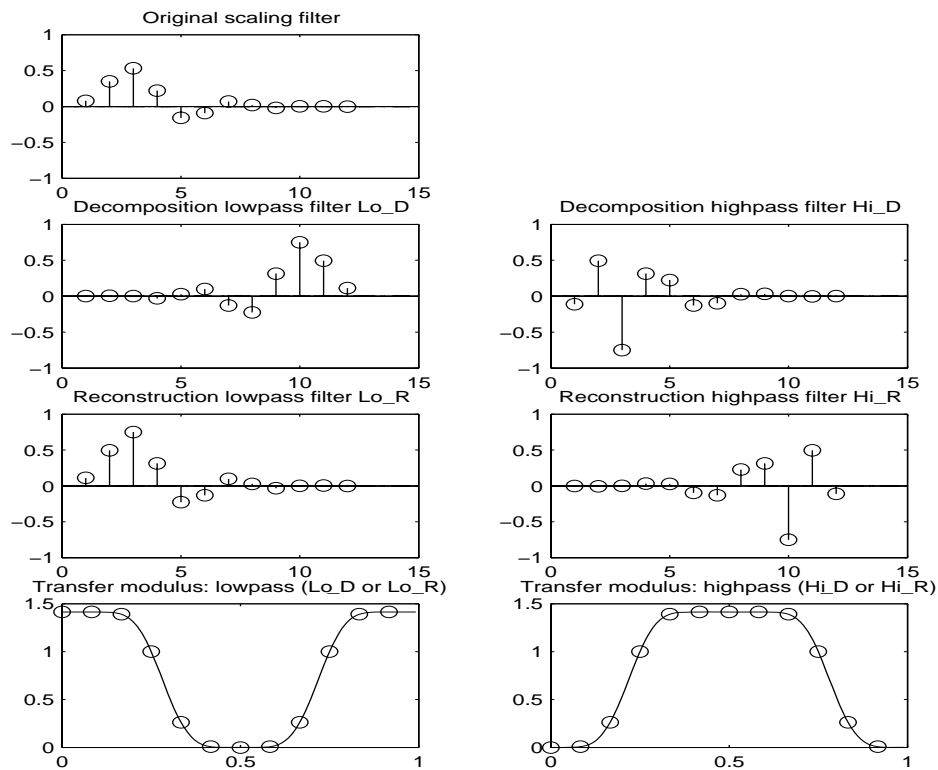 Original scaling filter
1
0.5
0
−0.5
−1
0 5 10 15
Decomposition lowpass filter Lo_D
1
0.5
0
−0.5
−1
0 5 10 15
Decomposition highpass filter Hi_D
1
0.5
0
−0.5
−1
0 5 10 15
Reconstruction lowpass filter Lo_R
1
0.5
0
−0.5
−1
0 5 10 15
Reconstruction highpass filter Hi_R
1
0.5
0
−0.5
−1
0 5 10 15
Transfer modulus: lowpass (Lo_D or Lo_R)
1.5
1
0.5
0
0 0.5 1
Transfer modulus: highpass (Hi_D or Hi_R)
1.5
1
0.5
0
0 0.5 1